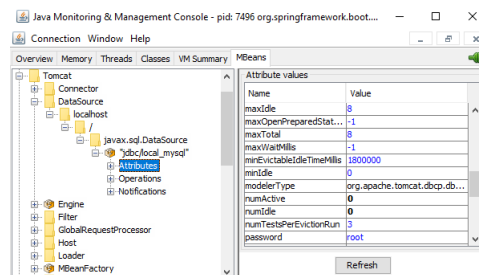 Java Monitoring & Management Console - pid: 7496 org.springframework.boot....
Connection Window Help
Overview Memory Threads Classes VM Summary MBeans
Tomcat
Connector
DataSource
localhost
/
javax.sql.DataSource
"jdbc/local_mysql"
Attributes
Operations
Notifications
Engine
Filter
GlobalRequestProcessor
Host
Loader
MBeanFactory
Attribute values
Name Value
maxIdle 8
maxOpenPreparedStat... -1
maxTotal 8
maxWaitMillis -1
minEvictableIdleTimeMillis 1800000
minIdle 0
modelerType org.apache.tomcat.dbcp.db...
numActive 0
numIdle 0
numTestsPerEvictionRun 3
password root
Refresh